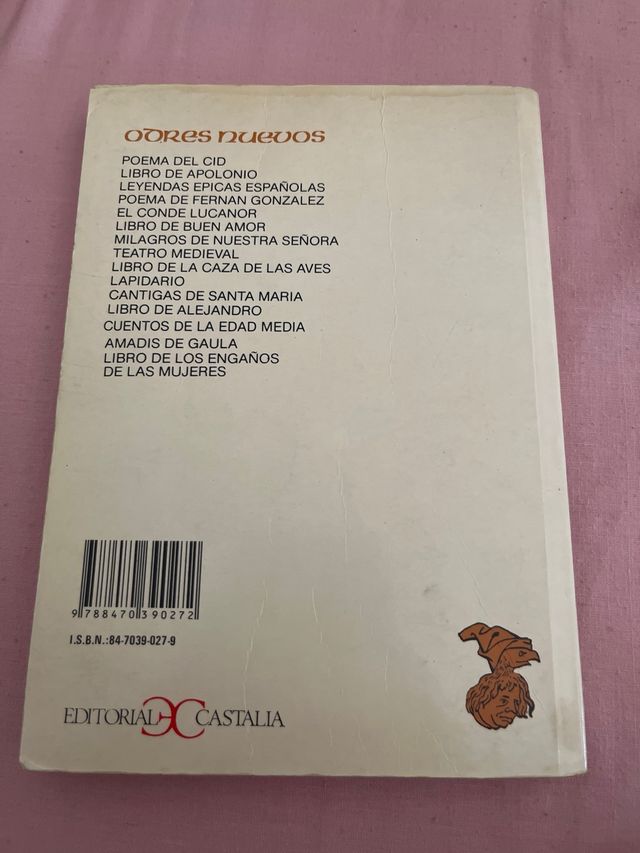 ODRES NUEVOS
POEMA DEL CID
LIBRO DE APOLONIO
LEYENDAS EPICAS ESPAÑOLAS
POEMA DE FERNAN GONZALEZ
EL CONDE LUCANOR
LIBRO DE BUEN AMOR
MILAGROS DE NUESTRA SEÑORA
TEATRO MEDIEVAL
LIBRO DE LA CAZA DE LAS AVES
LAPIDARIO
CANTIGAS DE SANTA MARIA
LIBRO DE ALEJANDRO
CUENTOS DE LA EDAD MEDIA
AMADIS DE GAULA
LIBRO DE LOS ENGAÑOS
DE LAS MUJERES
9 788470 390272
I.S.B.N.:84-7039-027-9
EDITORIAL EC CASTALIA